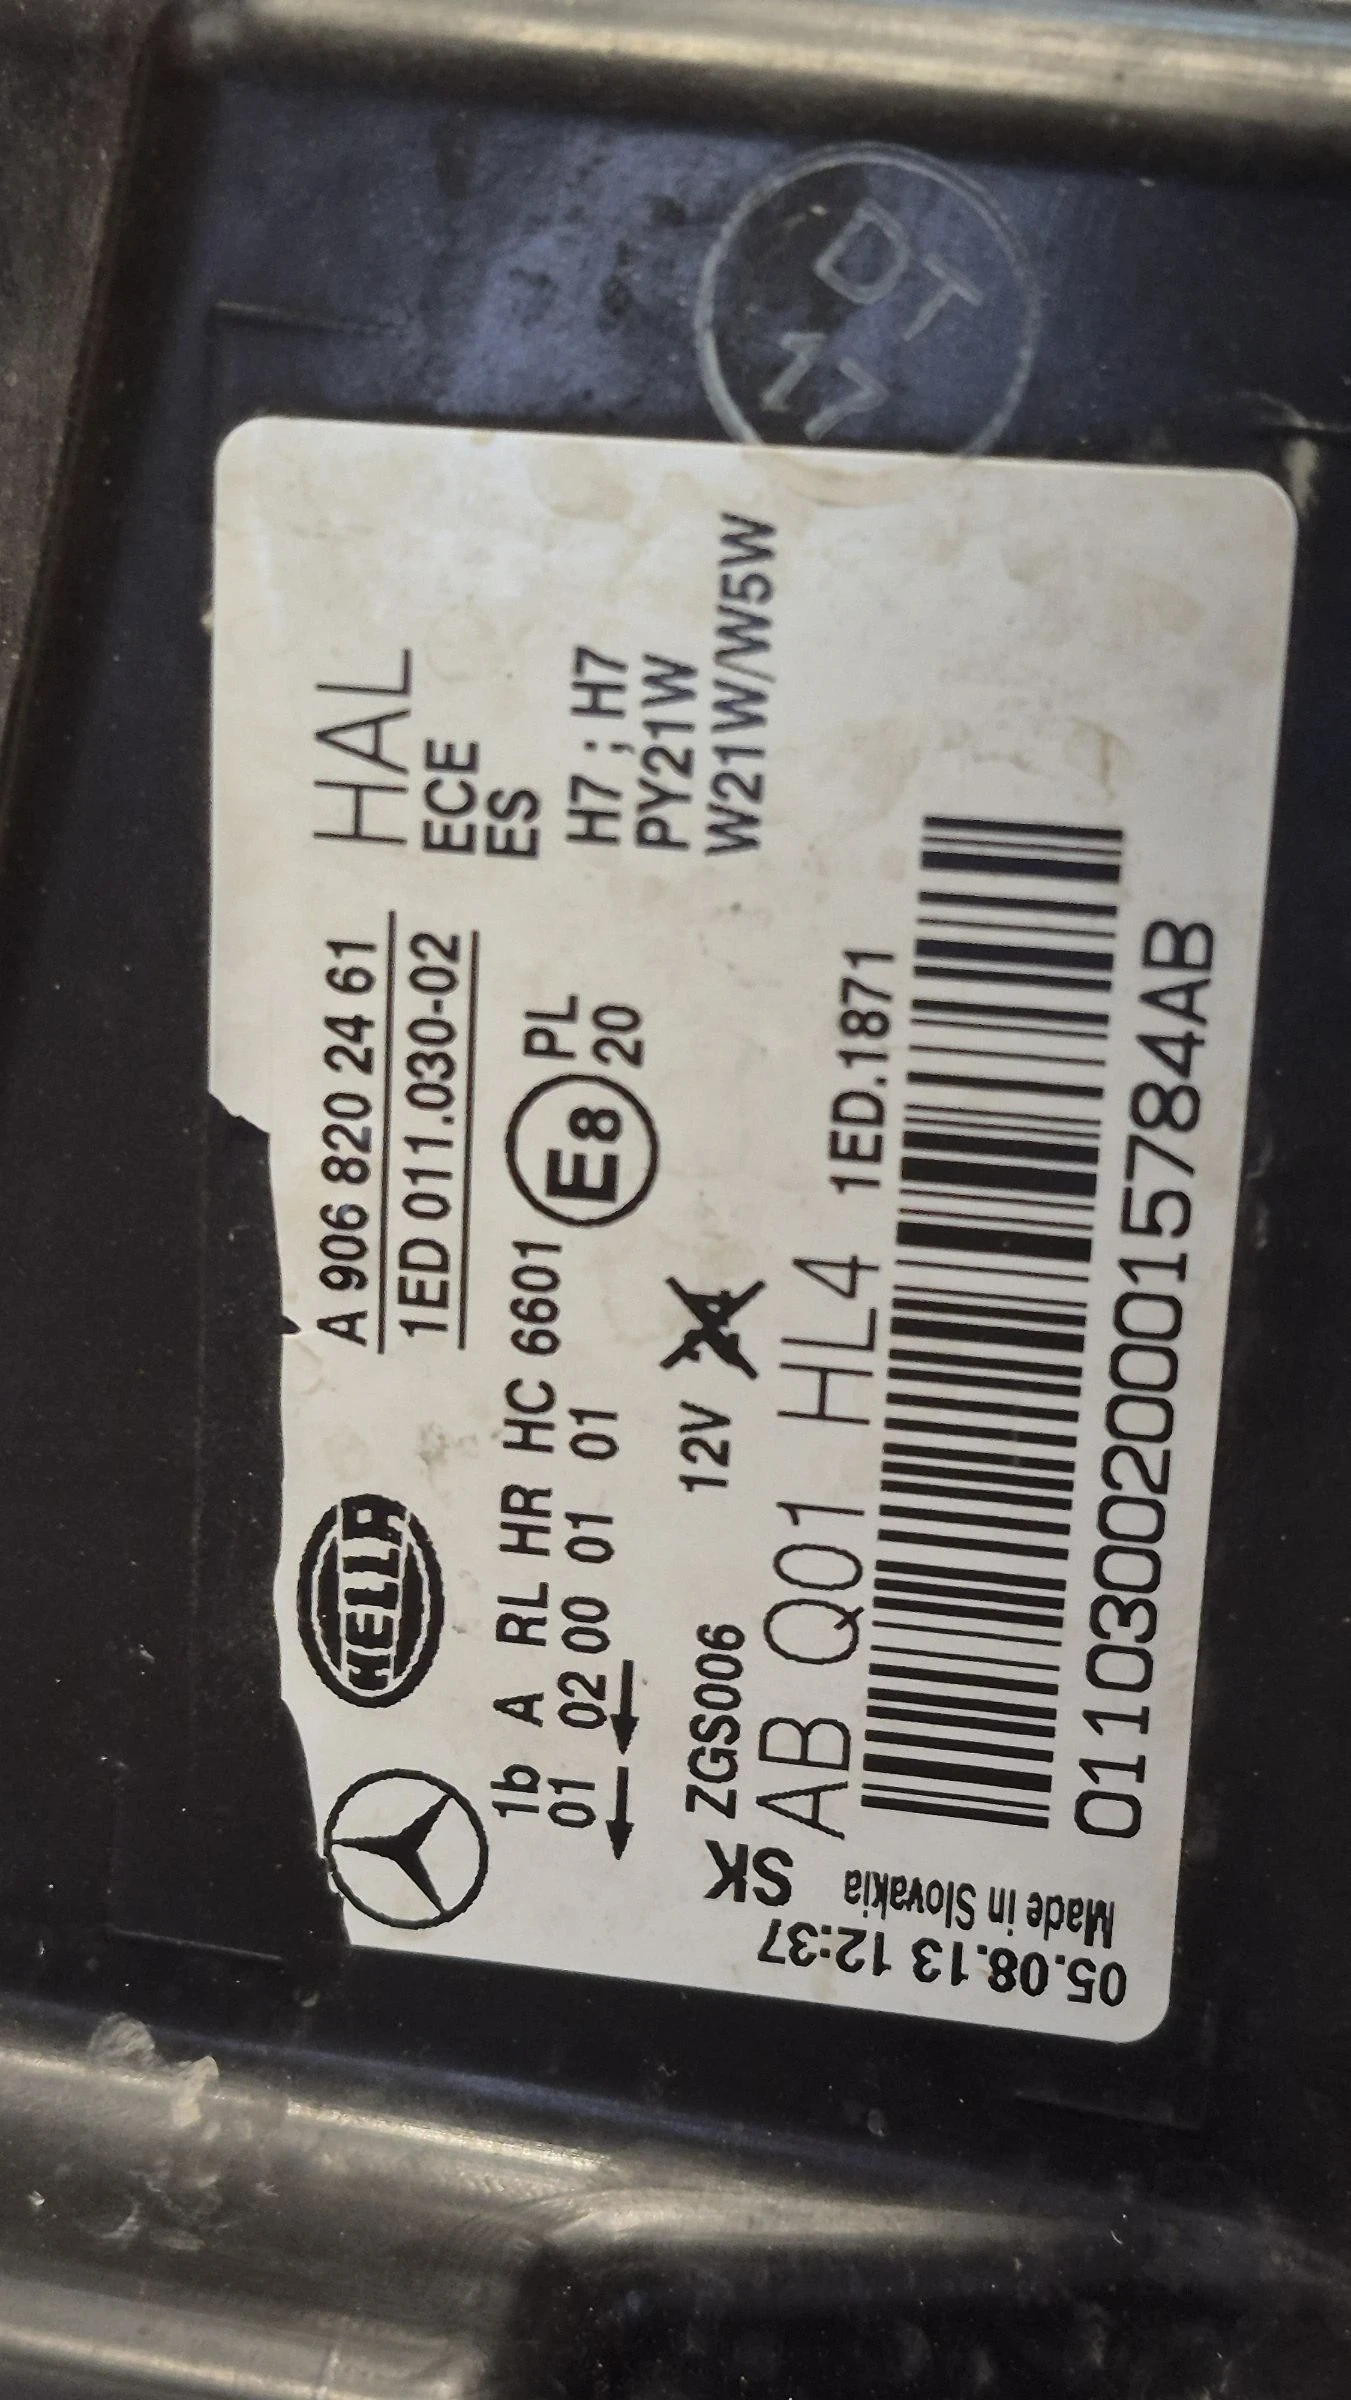 HELLA
A 906 820 24 61
HAL
1ED 011.030-02
ECE
ES
1b A RL HR HC 6601
01 02 00 01 01
E8
PL
20
H7 ; H7
PY21W
W21W/W5W
ZGS006
12V
AB Q01 HL4 1ED.1871
01103002000015784AB
SK
Made in Slovakia
05.08.13 12:37
DT
17